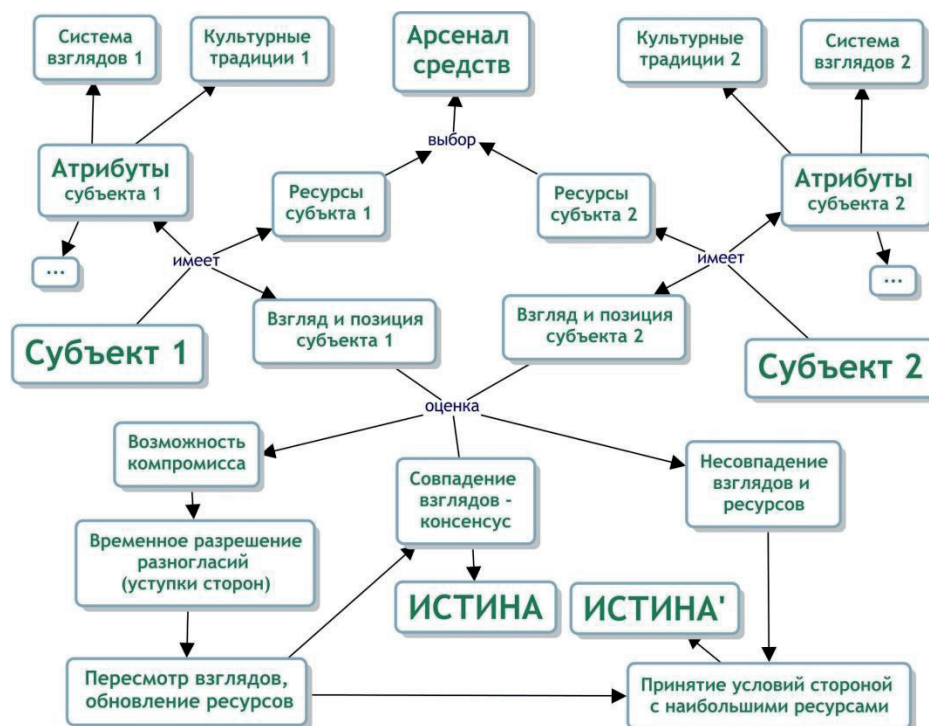 Система
взглядов 1
Культурные
традиции 1
Арсенал
средств
Культурные
традиции 2
Система
взглядов 2
выбор
Атрибуты
субъекта 1
Ресурсы
субъкта 1
Ресурсы
субъкта 2
Атрибуты
субъекта 2
...
имеет
имеет
...
Субъект 1
Взгляд и позиция
субъекта 1
Взгляд и позиция
субъекта 2
Субъект 2
оценка
Возможность
компромисса
Совпадение
взглядов -
консенсус
Несовпадение
взглядов и
ресурсов
Временное разрешение
разногласий
(уступки сторон)
ИСТИНА
ИСТИНА'
Пересмотр взглядов,
обновление ресурсов
Принятие условий стороной
с наибольшими ресурсами